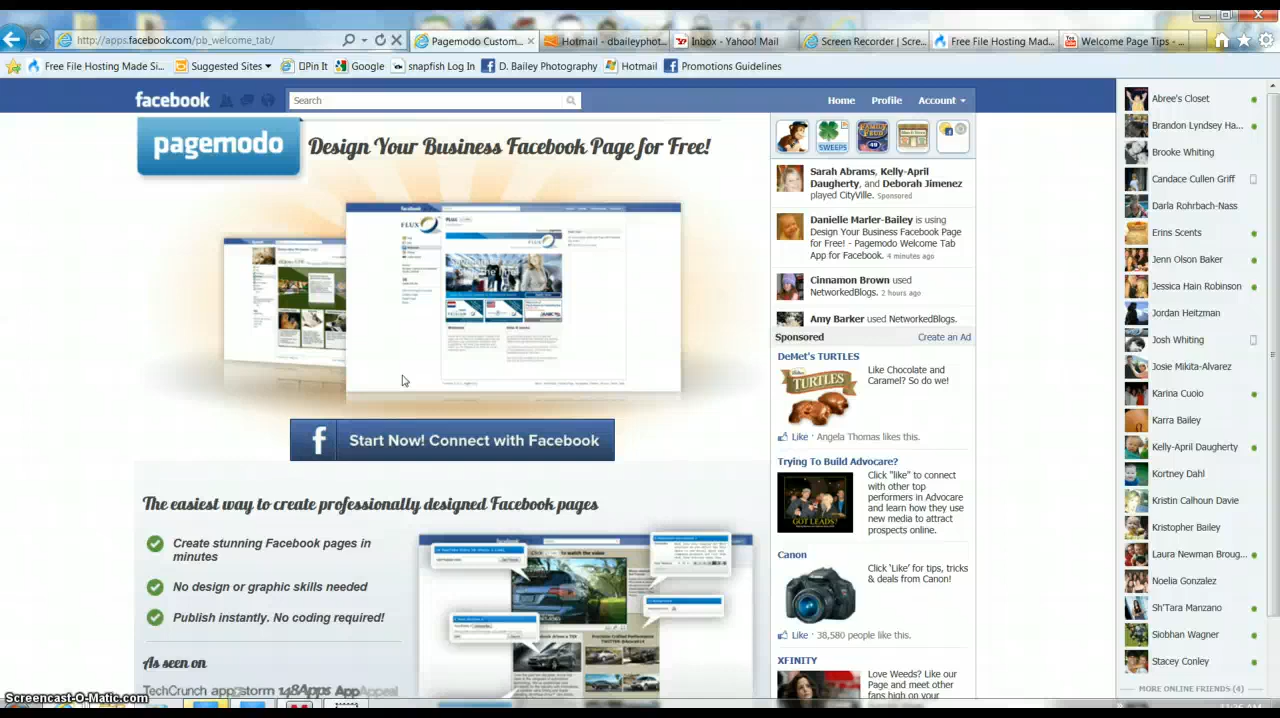 http://apps.facebook.com/pb_welcome_tab/
Pagemodo Custom...
Hotmail - dbaileyphot...
Inbox - Yahoo! Mail
Screen Recorder | Scre...
Free File Hosting Mad...
Welcome Page Tips - ...
Free File Hosting Made Si...
Suggested Sites
Pin It
Google
snapfish Log In
D. Bailey Photography
Hotmail
Promotions Guidelines
facebook
Search
Home
Profile
Account
pagemodo
Design Your Business Facebook Page for Free!
FLUX
Start Now! Connect with Facebook
The easiest way to create professionally designed Facebook pages
Create stunning Facebook pages in
minutes
No design or graphic skills needed
Publish instantly. No coding required!
As seen on
TechCrunch
AppAppeal
SWEEPS
FAMILY
FEUD
49
Sarah Abrams, Kelly-April
Daugherty, and Deborah Jimenez
played CityVille. Sponsored
Danielle Marler-Bailey is using
Design Your Business Facebook Page
for Free! - Pagemodo Welcome Tab
App for Facebook. 4 minutes ago
Cinnamon Brown used
NetworkedBlogs. 2 hours ago
Amy Barker used NetworkedBlogs.
Sponsored
Create an Ad
DeMet's TURTLES
TURTLES
Like Chocolate and
Caramel? So do we!
Like · Angela Thomas likes this.
Trying To Build Advocare?
GOT LEADS?
Click "like" to connect
with other top
performers in Advocare
and learn how they use
new media to attract
prospects online.
Canon
Click 'Like' for tips, tricks
& deals from Canon!
Like · 38,580 people like this.
XFINITY
Love Weeds? Like our
Page and meet other
fans high on your
Abree's Closet
Brandon Lyndsey Ha...
Brooke Whiting
Candace Cullen Griff
Darla Rohrbach-Nass
Erins Scents
Jenn Olson Baker
Jessica Hain Robinson
Jordan Heitzman
Josh Whiting
Josie Mikita-Alvarez
Karina Cuoio
Karra Bailey
Kelly-April Daugherty
Kortney Dahl
Kristin Calhoun Davie
Kristopher Bailey
Laura Newman Broug...
Noelia Gonzalez
Sh'Tara Manzano
Siobhan Wagner
Stacey Conley
MORE ONLINE FRIENDS (4)
Screencast-O-Matic.com